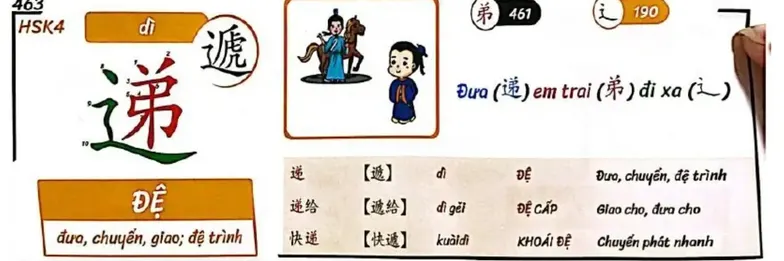 463
HSK4
dì
遞
递
ĐỆ
đưa, chuyển, giao; đệ trình
弟 461
辶 190
Đưa (递) em trai (弟) đi xa (辶)
递 【遞】 dì ĐỆ Đưa, chuyển, đệ trình
递给 【遞给】 dì gěi ĐỆ CẤP Giao cho, đưa cho
快递 【快遞】 kuàidì KHOÁI ĐỆ Chuyển phát nhanh